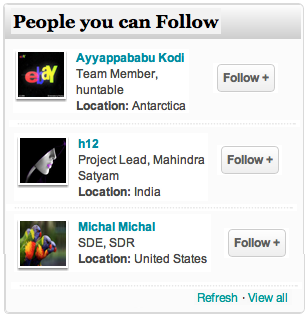 People you can Follow
Ayyappababu Kodi
Team Member,
huntable
Location: Antarctica
Follow +
ebay
h12
Project Lead, Mahindra
Satyam
Location: India
Follow +
Michal Michal
SDE, SDR
Location: United States
Follow +
Refresh · View all